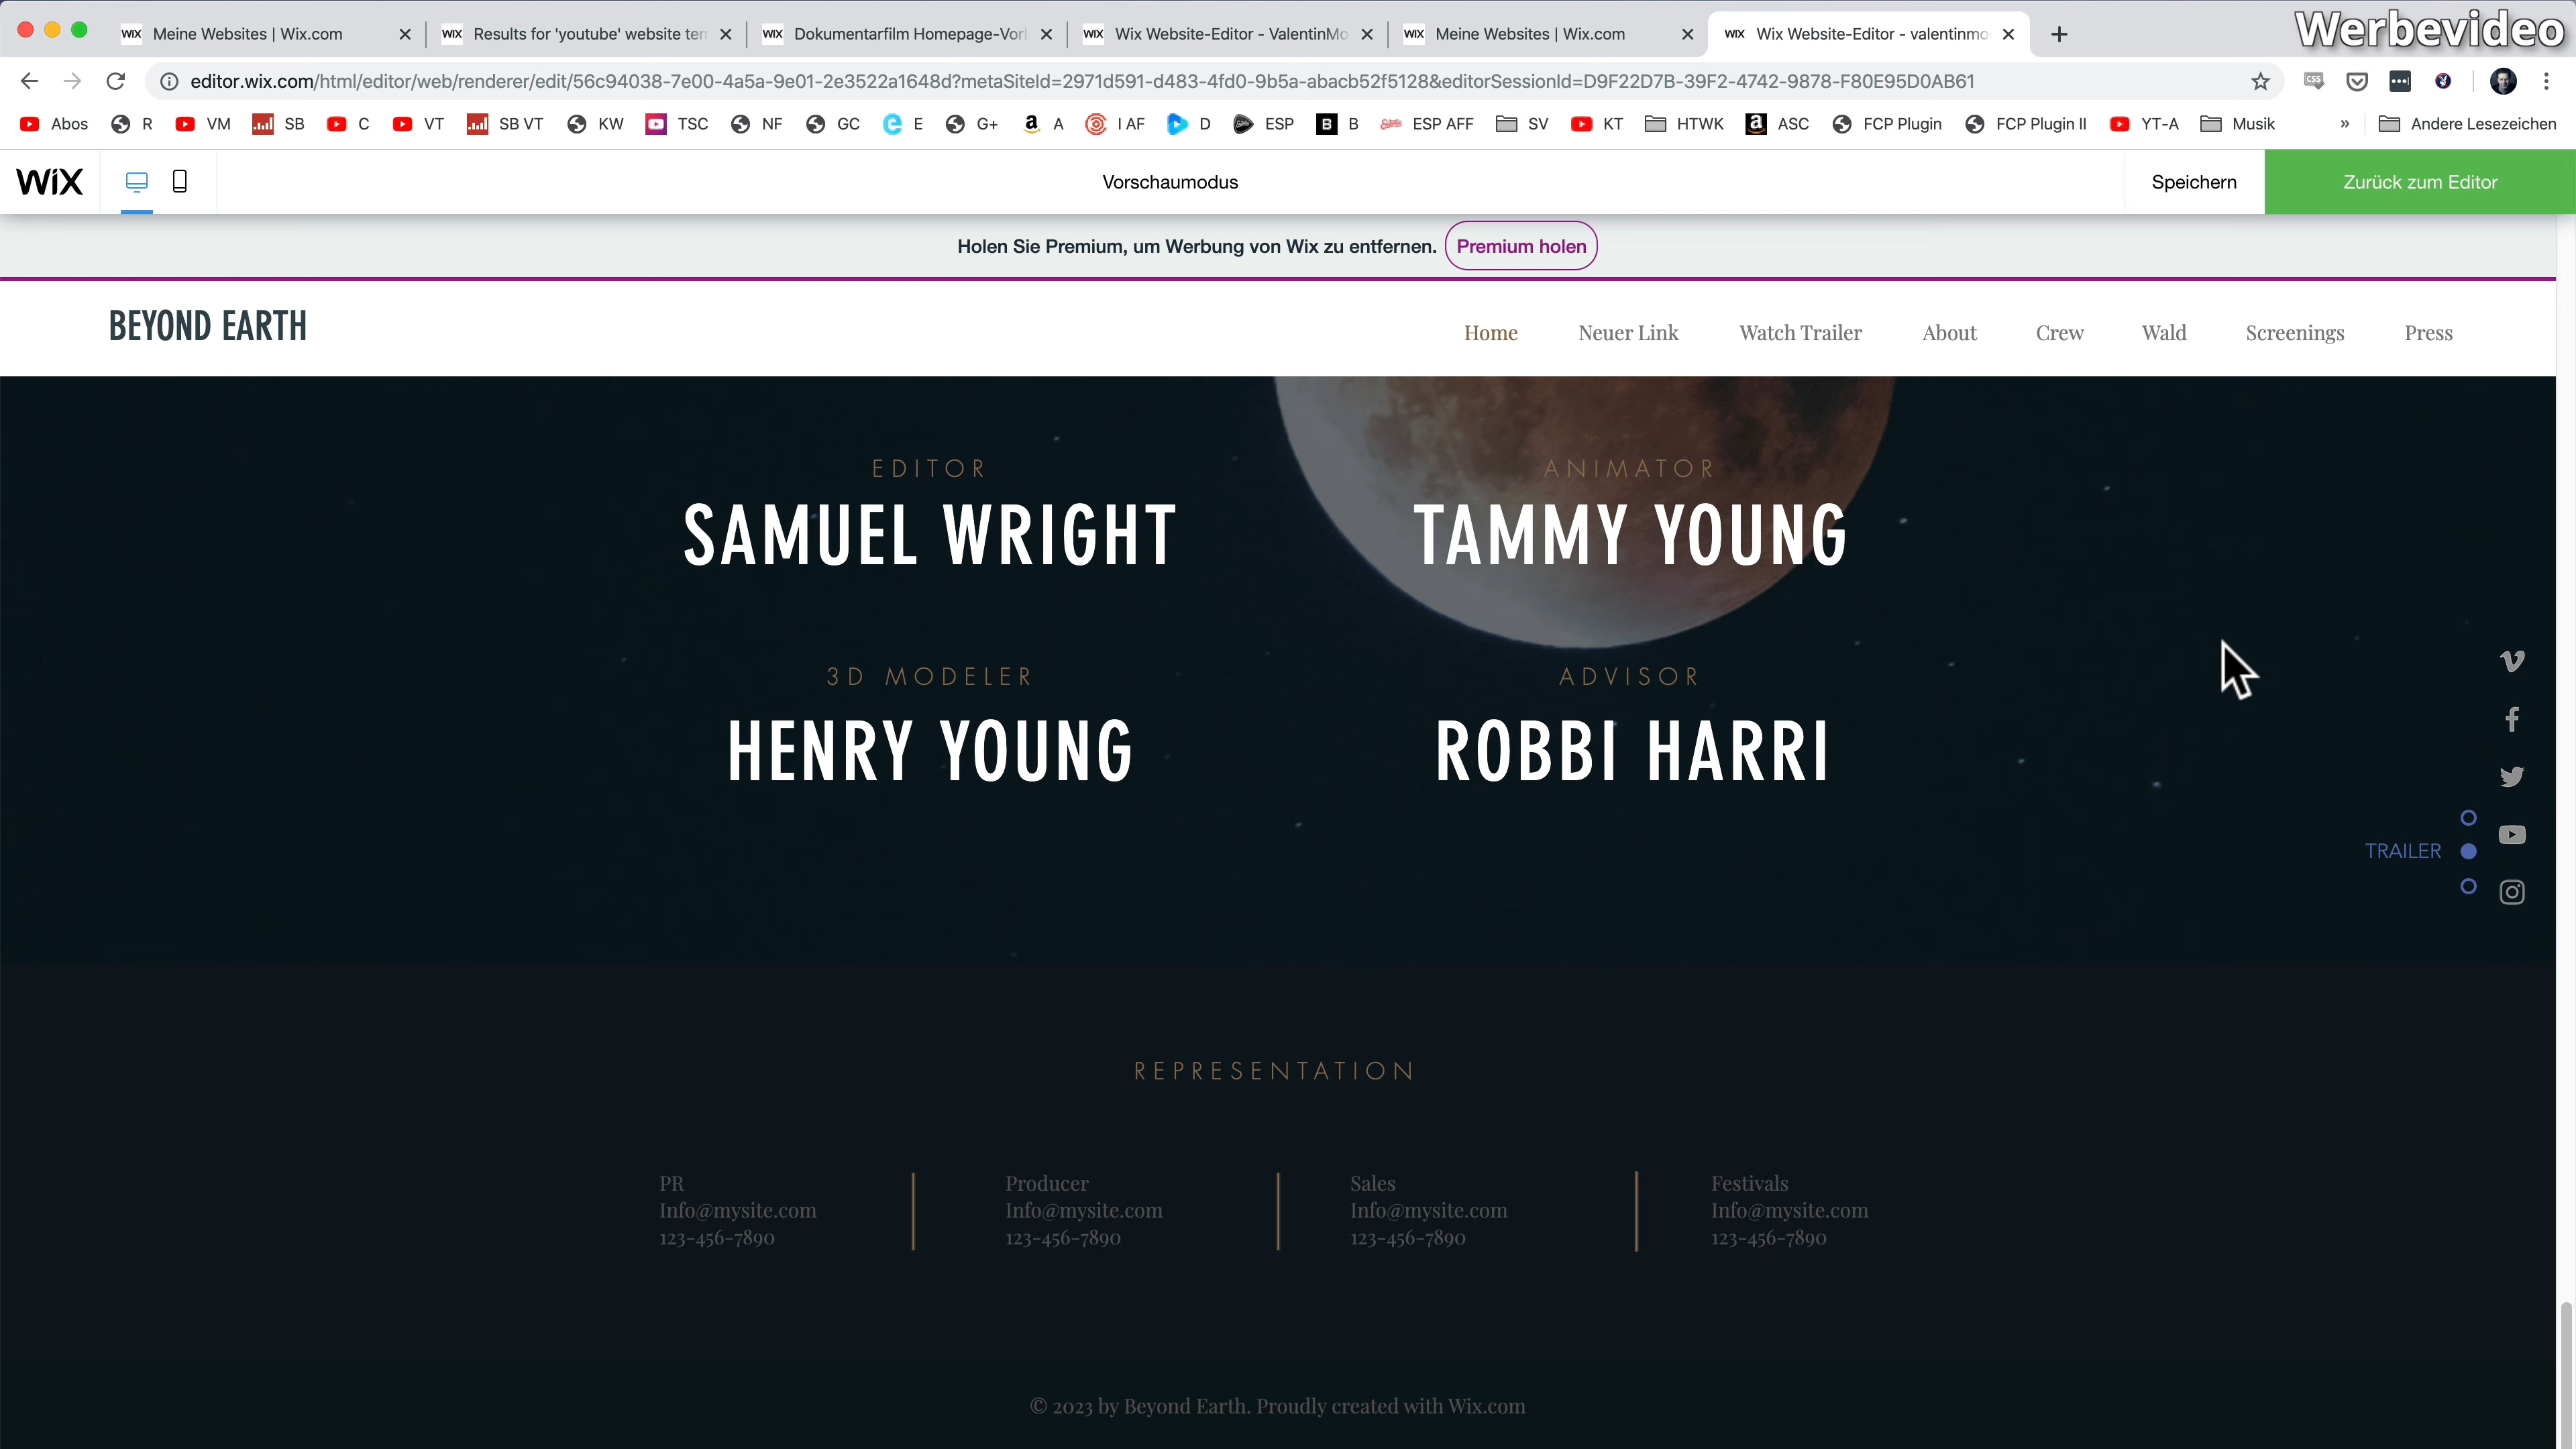 Meine Websites | Wix.com
Results for 'youtube' website tem
Dokumentarfilm Homepage-Vorl
Wix Website-Editor - ValentinMo
Meine Websites | Wix.com
Wix Website-Editor - valentinmo
Werbevideo
editor.wix.com/html/editor/web/renderer/edit/56c94038-7e00-4a5a-9e01-2e3522a1648d?metaSiteId=2971d591-d483-4fd0-9b5a-abacb52f5128&editorSessionId=D9F22D7B-39F2-4742-9878-F80E95D0AB61
Abos R VM SB C VT SB VT KW TSC NF GC E G+ A I AF D ESP B ESP AFF SV KT HTWK ASC FCP Plugin FCP Plugin II YT-A Musik » Andere Lesezeichen
WiX Vorschaumodus Speichern Zurück zum Editor
Holen Sie Premium, um Werbung von Wix zu entfernen. Premium holen
BEYOND EARTH
Home Neuer Link Watch Trailer About Crew Wald Screenings Press
EDITOR
SAMUEL WRIGHT
ANIMATOR
TAMMY YOUNG
3D MODELER
HENRY YOUNG
ADVISOR
ROBBI HARRI
TRAILER
REPRESENTATION
PR
Info@mysite.com
123-456-7890
Producer
Info@mysite.com
123-456-7890
Sales
Info@mysite.com
123-456-7890
Festivals
Info@mysite.com
123-456-7890
© 2023 by Beyond Earth. Proudly created with Wix.com